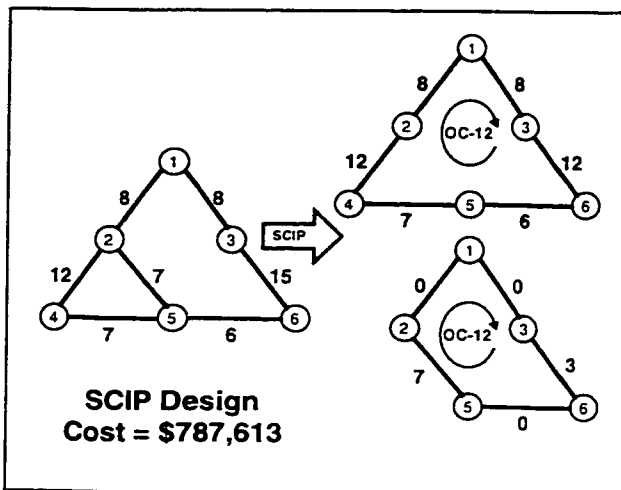 1
8 8
2 3
SCIP
12 7 15
4 5 6
7 6
SCIP Design
Cost = $787,613
1
8 8
2 OC-12 3
12 12
4 5 6
7 6
1
0 0
2 OC-12 3
7 3
5 6
0